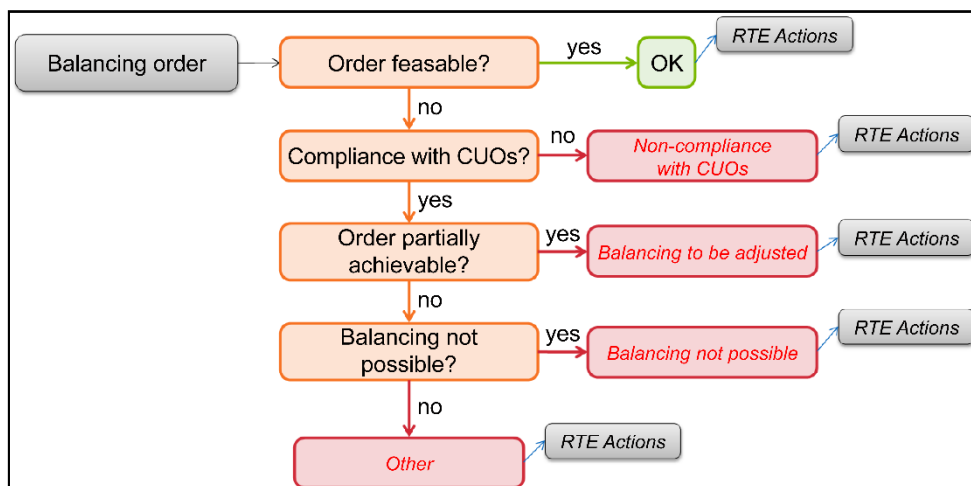 Balancing order
Order feasable?
yes
OK
RTE Actions
no
Compliance with CUOs?
no
Non-compliance
with CUOs
RTE Actions
yes
Order partially
achievable?
yes
Balancing to be adjusted
RTE Actions
no
Balancing not
possible?
yes
Balancing not possible
RTE Actions
no
Other
RTE Actions